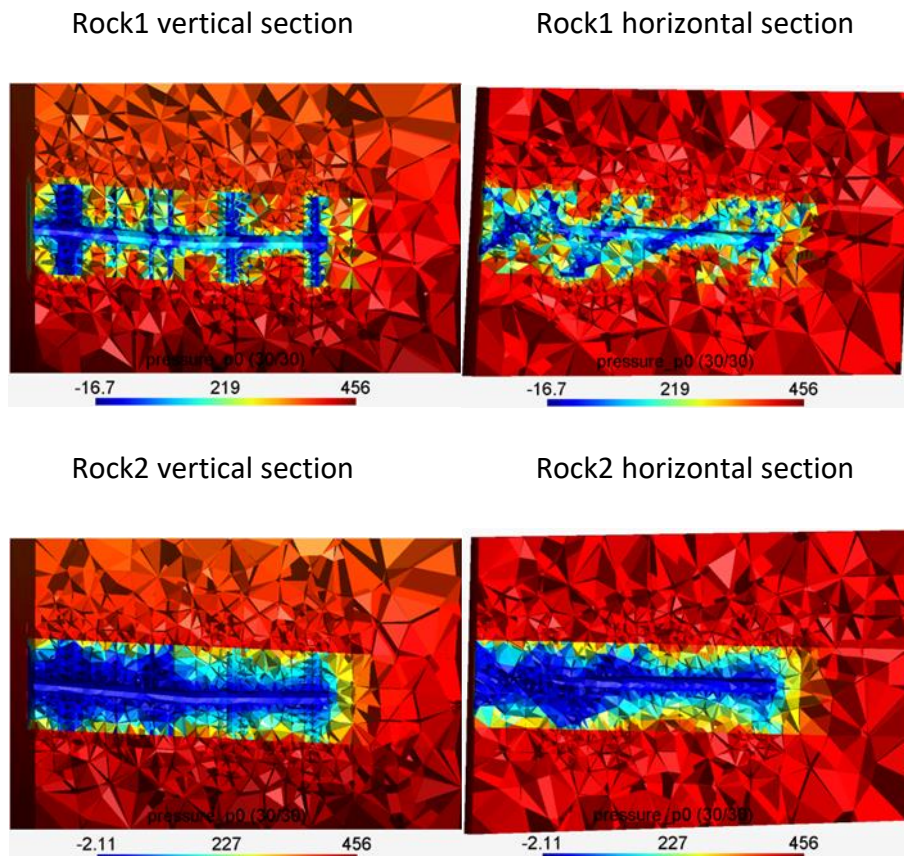 Rock1 vertical section
Rock1 horizontal section
pressure_p0 (30/30)
pressure_p0 (30/30)
-16.7 219 456
-16.7 219 456
Rock2 vertical section
Rock2 horizontal section
pressure_p0 (30/30)
pressure_p0 (30/30)
-2.11 227 456
-2.11 227 456